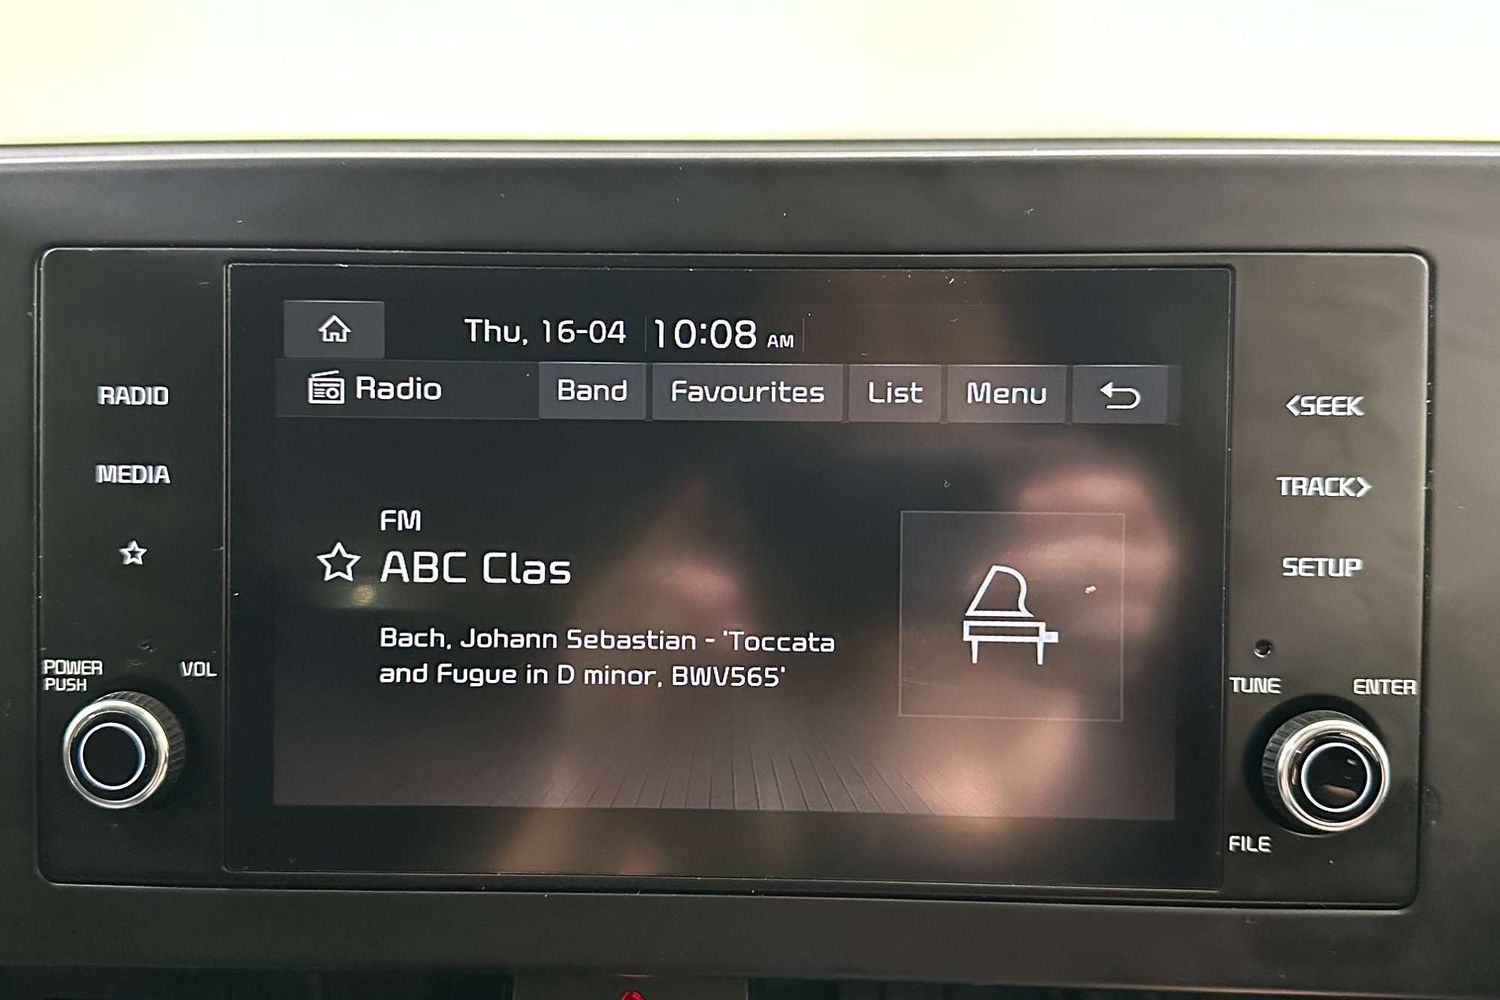 Thu, 16-04 10:08 AM
Radio Band Favourites List Menu
RADIO
MEDIA
FM
ABC Clas
Bach, Johann Sebastian - 'Toccata
and Fugue in D minor, BWV565'
<SEEK
TRACK>
SETUP
POWER
PUSH
VOL
TUNE
ENTER
FILE